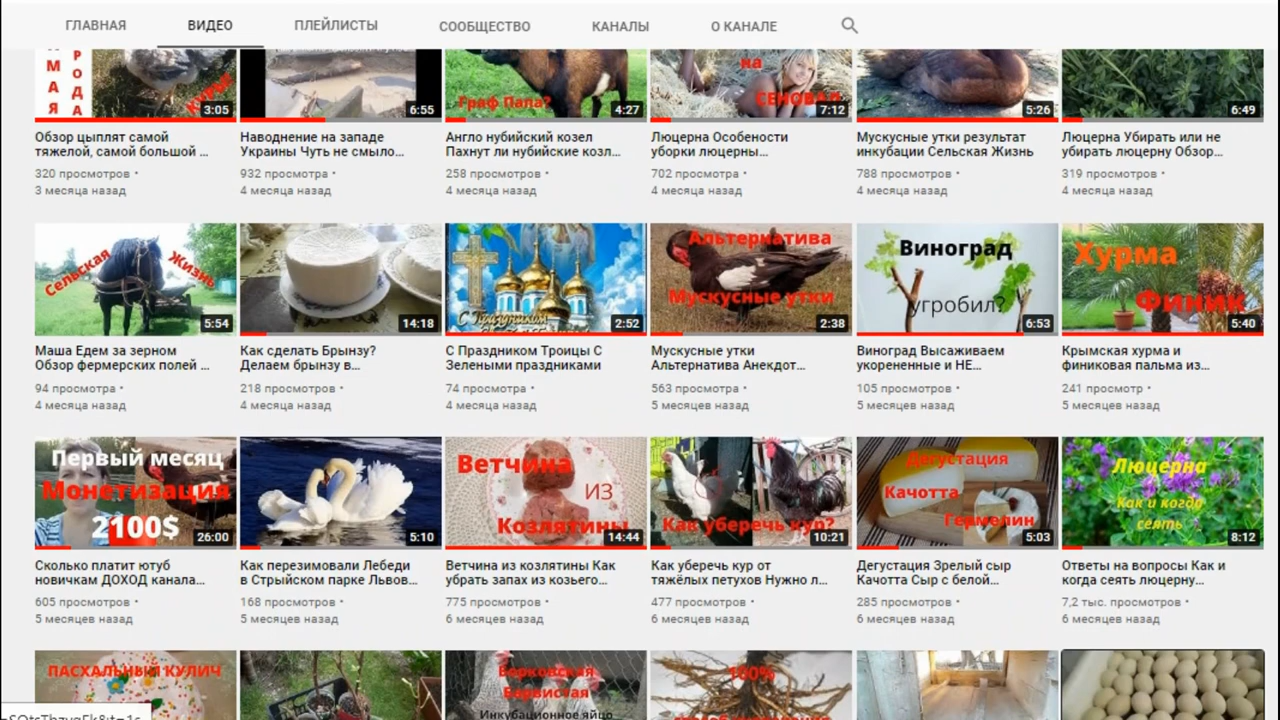 ГЛАВНАЯ ВИДЕО ПЛЕЙЛИСТЫ СООБЩЕСТВО КАНАЛЫ О КАНАЛЕ
МАЯ
РОДА
КУРЫ
3:05
6:55
Граф Папа?
4:27
на
СЕНОВАЛ
7:12
5:26
6:49
Обзор цыплят самой
тяжелой, самой большой ...
320 просмотров •
3 месяца назад
Наводнение на западе
Украины Чуть не смыло...
932 просмотра •
4 месяца назад
Англо нубийский козел
Пахнут ли нубийские козл...
258 просмотров •
4 месяца назад
Люцерна Особености
уборки люцерны...
702 просмотра •
4 месяца назад
Мускусные утки результат
инкубации Сельская Жизнь
788 просмотров •
4 месяца назад
Люцерна Убирать или не
убирать люцерну Обзор...
319 просмотров •
4 месяца назад
Сельская Жизнь
5:54
14:18
С Праздником
2:52
Альтернатива
Мускусные утки
2:38
Виноград
угробил?
6:53
Хурма
Финик
5:40
Маша Едем за зерном
Обзор фермерских полей ...
94 просмотра •
4 месяца назад
Как сделать Брынзу?
Делаем брынзу в...
218 просмотров •
4 месяца назад
С Праздником Троицы С
Зелеными праздниками
74 просмотра •
4 месяца назад
Мускусные утки
Альтернатива Анекдот...
563 просмотра •
5 месяцев назад
Виноград Высаживаем
укорененные и НЕ...
105 просмотров •
5 месяцев назад
Крымская хурма и
финиковая пальма из...
241 просмотр •
5 месяцев назад
Первый месяц
Монетизация
2100$
26:00
5:10
Ветчина
из
Козлятины
14:44
Как уберечь кур?
10:21
Дегустация
Качотта
Гермелин
5:03
Люцерна
Как и когда
сеять
8:12
Сколько платит ютуб
новичкам ДОХОД канала...
605 просмотров •
5 месяцев назад
Как перезимовали Лебеди
в Стрыйском парке Львов...
168 просмотров •
5 месяцев назад
Ветчина из козлятины Как
убрать запах из козьего...
775 просмотров •
6 месяцев назад
Как уберечь кур от
тяжёлых петухов Нужно л...
477 просмотров •
6 месяцев назад
Дегустация Зрелый сыр
Качотта Сыр с белой...
285 просмотров •
6 месяцев назад
Ответы на вопросы Как и
когда сеять люцерну...
7,2 тыс. просмотров •
6 месяцев назад
ПАСХАЛЬНЫЙ КУЛИЧ
Борковская
Барвистая
Инкубационное яйцо
100%